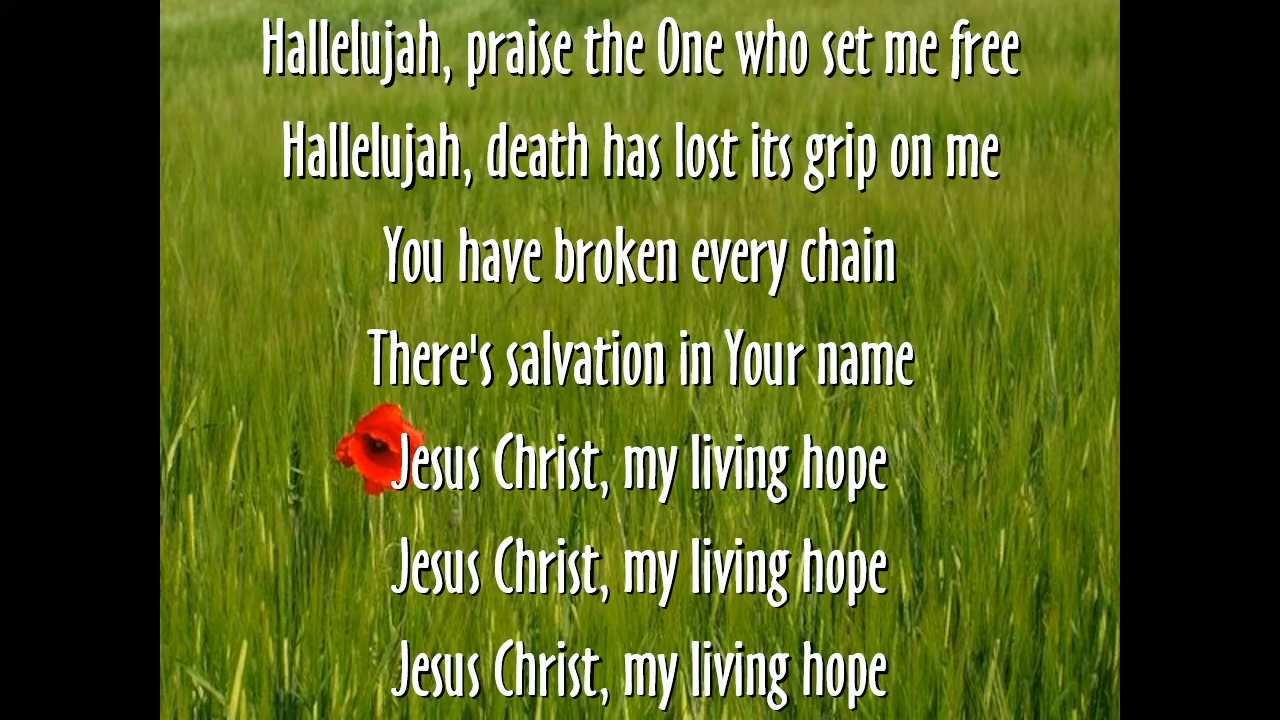 Hallelujah, praise the One who set me free
Hallelujah, death has lost its grip on me
You have broken every chain
There's salvation in Your name
Jesus Christ, my living hope
Jesus Christ, my living hope
Jesus Christ, my living hope